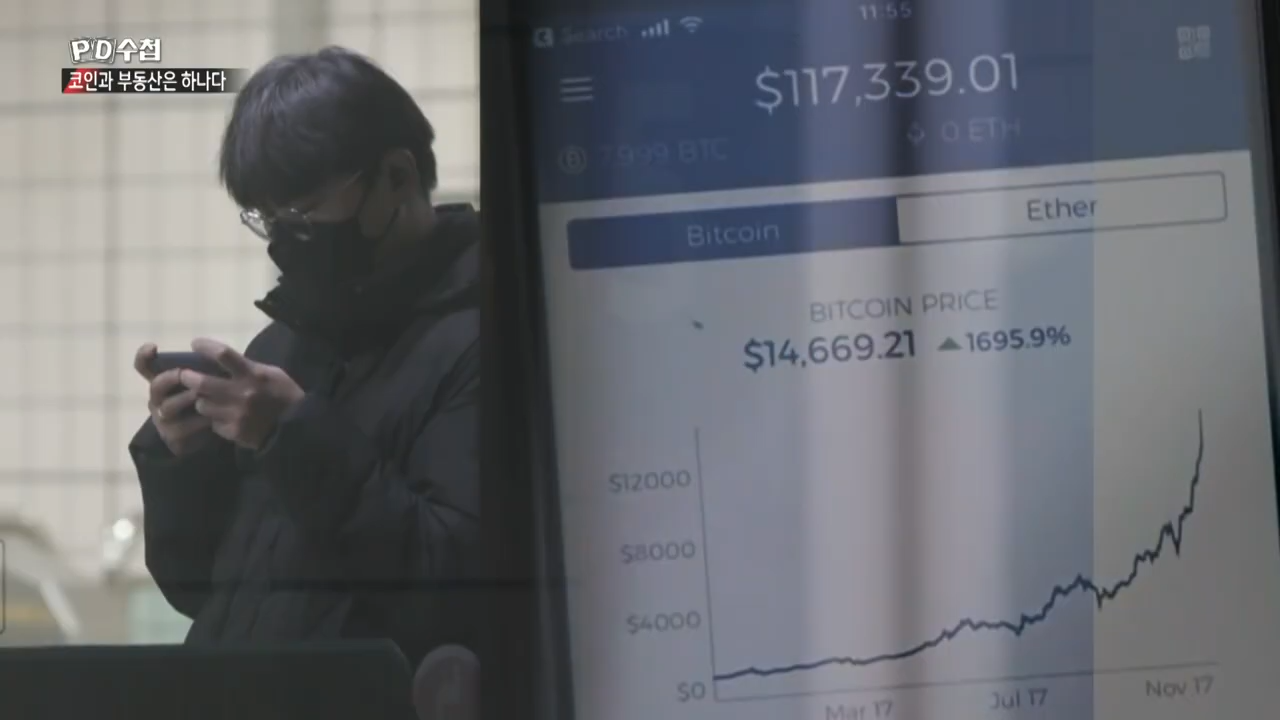 PD수첩
코인과 부동산은 하나다
Search
11:55
$117,339.01
7.999 BTC
0 ETH
Bitcoin
Ether
BITCOIN PRICE
$14,669.21 ▲1695.9%
$12000
$8000
$4000
$0
Mar 17
Jul 17
Nov 17